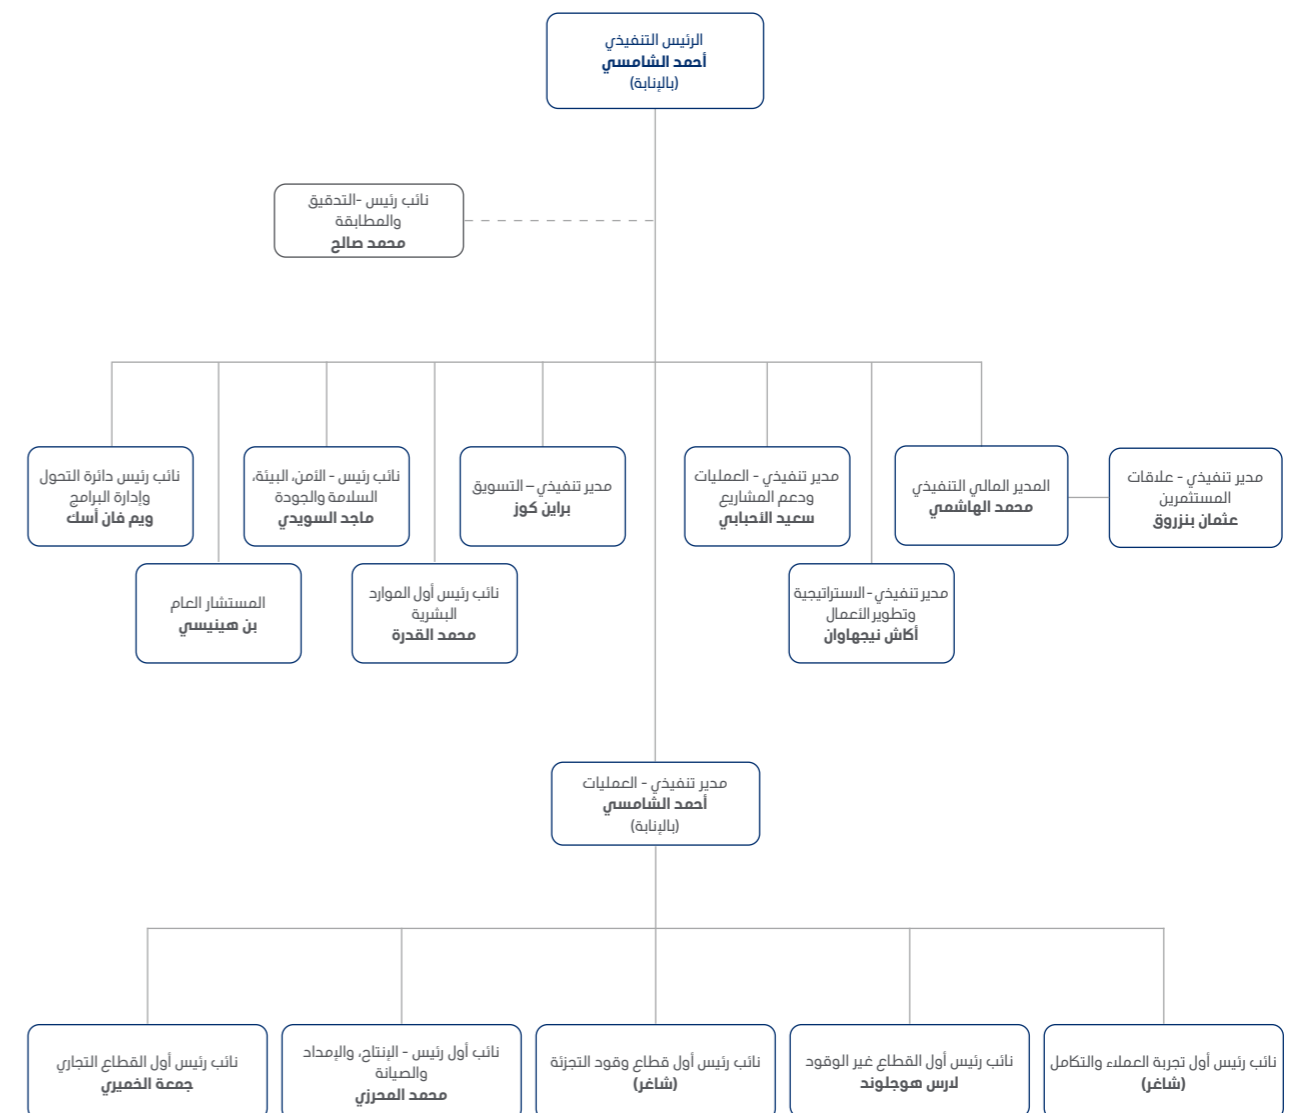 الرئيس التنفيذي
أحمد الشامسي
(بالإنابة)
نائب رئيس -التدقيق
والمطابقة
محمد صالح
مدير تنفيذي - علاقات
المستثمرين
عثمان بنزروق
المدير المالي التنفيذي
محمد الهاشمي
مدير تنفيذي - العمليات
ودعم المشاريع
سعيد الأحبابي
مدير تنفيذي – التسويق
براين كوز
نائب رئيس - الأمن، البيئة،
السلامة والجودة
ماجد السويدي
نائب رئيس دائرة التحول
وإدارة البرامج
ويم فان أسك
مدير تنفيذي - الاستراتيجية
وتطوير الأعمال
أكاش نيجهاوان
نائب رئيس أول الموارد
البشرية
محمد القدرة
المستشار العام
بن هينيسي
مدير تنفيذي - العمليات
أحمد الشامسي
(بالإنابة)
نائب رئيس أول تجربة العملاء والتكامل
(شاغر)
نائب رئيس أول القطاع غير الوقود
لارس هوجلوند
نائب رئيس أول قطاع وقود التجزئة
(شاغر)
نائب أول رئيس - الإنتاج، والإمداد
والصيانة
محمد المحرزي
نائب رئيس أول القطاع التجاري
جمعة الخميري